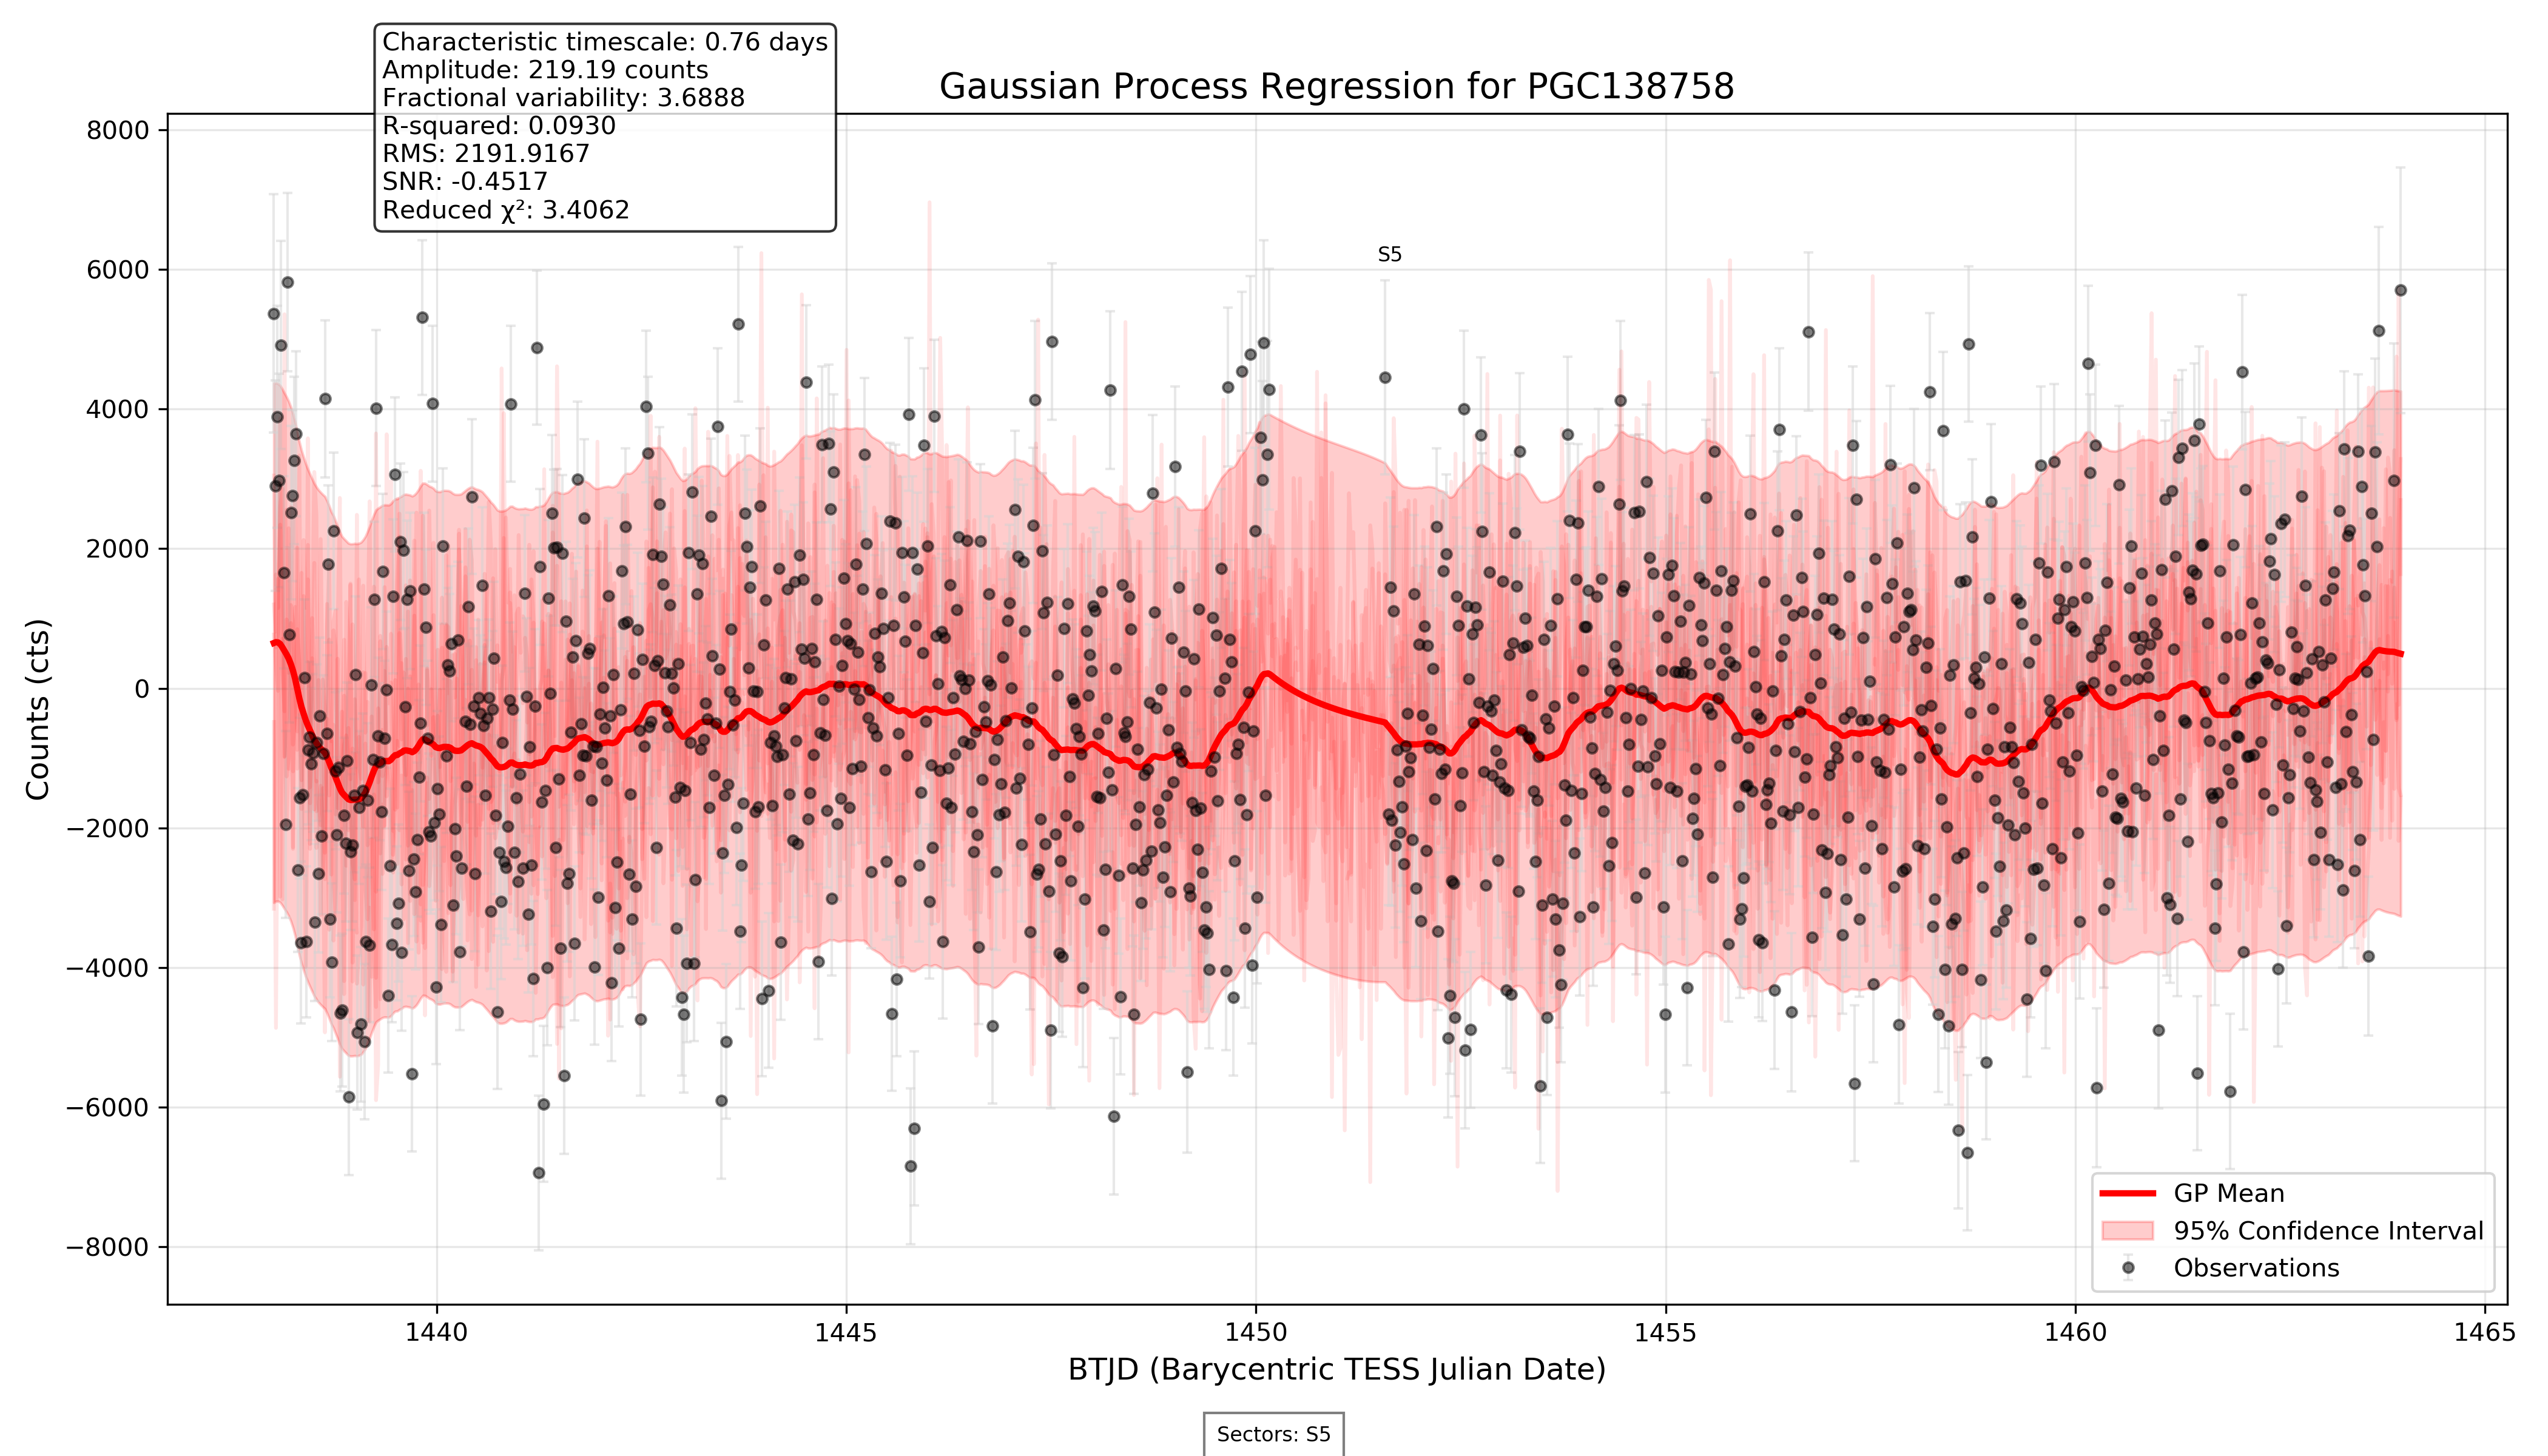 Characteristic timescale: 0.76 days
Amplitude: 219.19 counts
Fractional variability: 3.6888
R-squared: 0.0930
RMS: 2191.9167
SNR: -0.4517
Reduced χ²: 3.4062
Gaussian Process Regression for PGC138758
8000
6000
4000
2000
0
−2000
−4000
−6000
−8000
Counts (cts)
S5
GP Mean
95% Confidence Interval
Observations
1440
1445
1450
1455
1460
1465
BTJD (Barycentric TESS Julian Date)
Sectors: S5